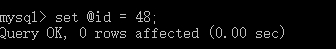 mysql> set @id = 48;
Query OK, 0 rows affected (0.00 sec)